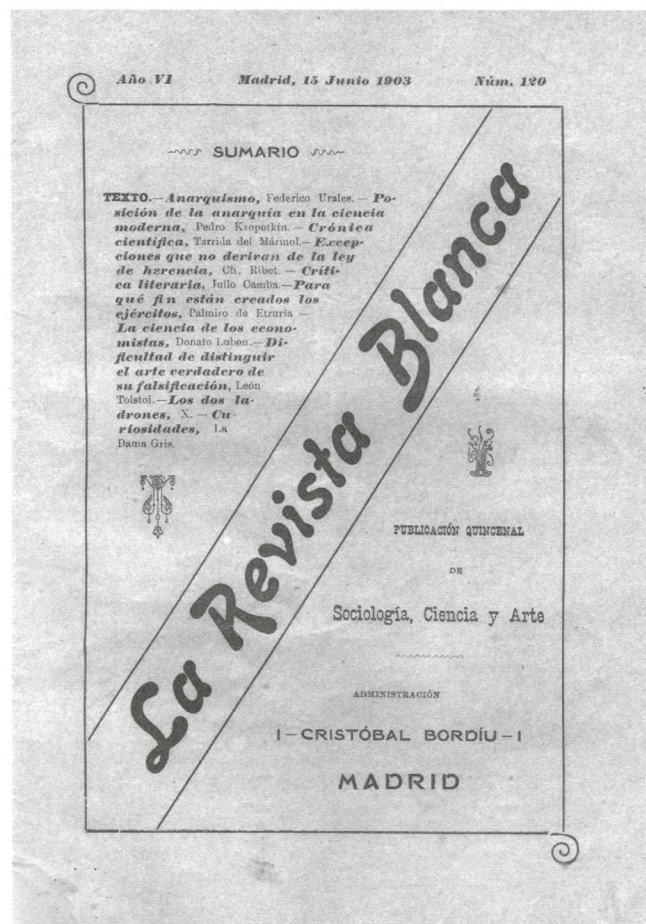 Año VI Madrid, 15 Junio 1903 Núm. 120
SUMARIO
TEXTO.—Anarquismo, Federico Urales. — Po-
sición de la anarquía en la ciencia
moderna, Pedro Kropotkin. — Crónica
científica, Tarrida del Mármol.— Excep-
ciones que no derivan de la ley
de herencia, Ch. Ribot. — Críti-
ca literaria, Julio Camba.—Para
qué fin están creados los
ejércitos, Palmiro de Etruria —
La ciencia de los econo-
mistas, Donato Luben.—Di-
ficultad de distinguir
el arte verdadero de
su falsificación, León
Tolstoi.—Los dos la-
drones, X. — Cu-
riosidades, La
Dama Gris.
La Revista Blanca
PUBLICACIÓN QUINCENAL
DE
Sociología, Ciencia y Arte
ADMINISTRACIÓN
1—CRISTÓBAL BORDÍU—1
MADRID